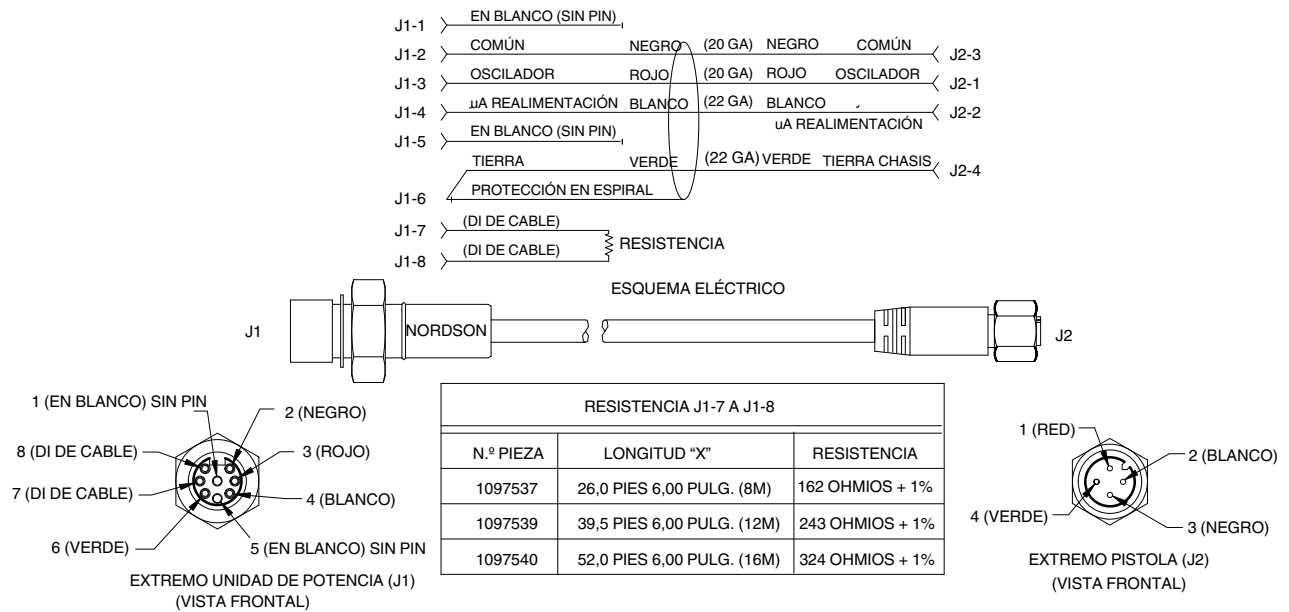 J1-1 EN BLANCO (SIN PIN)
J1-2 COMÚN NEGRO (20 GA) NEGRO COMÚN J2-3
J1-3 OSCILADOR ROJO (20 GA) ROJO OSCILADOR J2-1
J1-4 uA REALIMENTACIÓN BLANCO (22 GA) BLANCO J2-2
uA REALIMENTACIÓN
J1-5 EN BLANCO (SIN PIN)
TIERRA VERDE (22 GA) VERDE TIERRA CHASIS J2-4
J1-6 PROTECCIÓN EN ESPIRAL
J1-7 (DI DE CABLE)
RESISTENCIA
J1-8 (DI DE CABLE)
ESQUEMA ELÉCTRICO
J1 NORDSON J2
1 (EN BLANCO) SIN PIN
2 (NEGRO)
8 (DI DE CABLE)
3 (ROJO)
7 (DI DE CABLE)
4 (BLANCO)
6 (VERDE)
5 (EN BLANCO) SIN PIN
EXTREMO UNIDAD DE POTENCIA (J1)
(VISTA FRONTAL)
RESISTENCIA J1-7 A J1-8
N.º PIEZA LONGITUD “X” RESISTENCIA
1097537 26,0 PIES 6,00 PULG. (8M) 162 OHMIOS + 1%
1097539 39,5 PIES 6,00 PULG. (12M) 243 OHMIOS + 1%
1097540 52,0 PIES 6,00 PULG. (16M) 324 OHMIOS + 1%
1 (RED)
2 (BLANCO)
4 (VERDE)
3 (NEGRO)
EXTREMO PISTOLA (J2)
(VISTA FRONTAL)